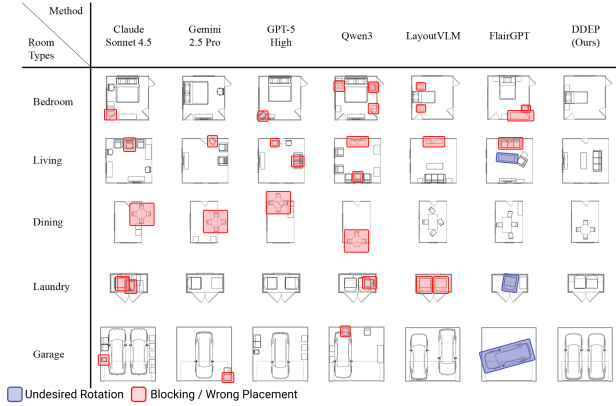 Method
Room
Types
Claude
Sonnet 4.5
Gemini
2.5 Pro
GPT-5
High
Qwen3
LayoutVLM
FlairGPT
DDEP
(Ours)
Bedroom
Living
Dining
Laundry
Garage
Undesired Rotation
Blocking / Wrong Placement